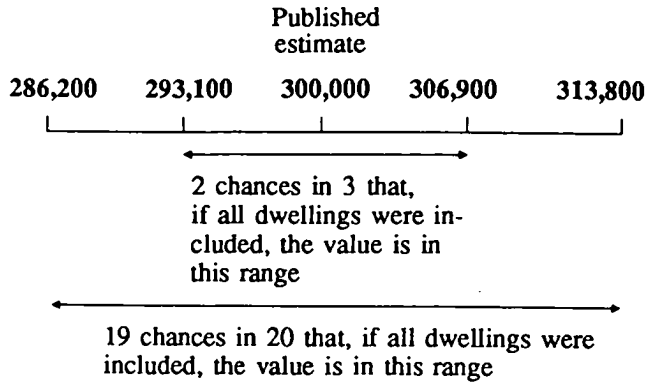 Published
estimate
286,200 293,100 300,000 306,900 313,800
2 chances in 3 that,
if all dwellings were in-
cluded, the value is in
this range
19 chances in 20 that, if all dwellings were
included, the value is in this range